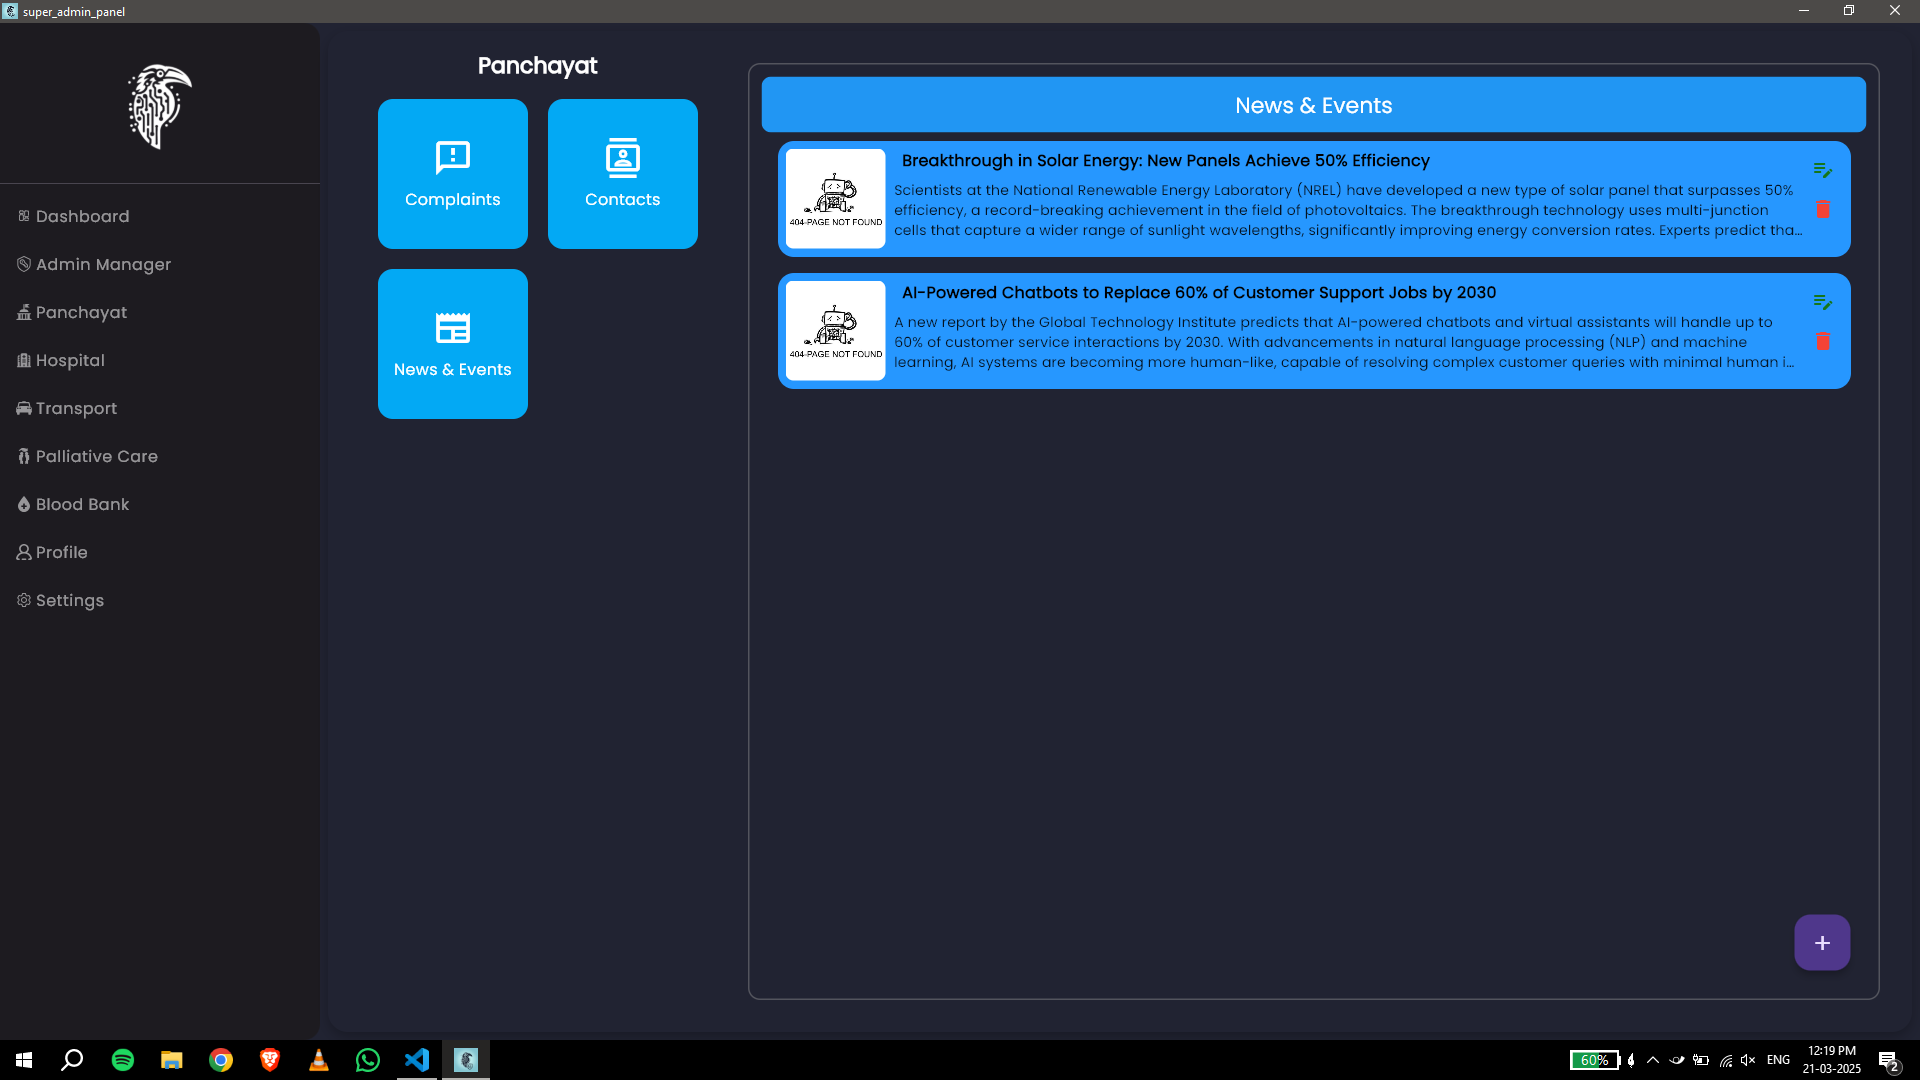 super_admin_panel
Dashboard
Admin Manager
Panchayat
Hospital
Transport
Palliative Care
Blood Bank
Profile
Settings
Panchayat
Complaints
Contacts
News & Events
News & Events
404-PAGE NOT FOUND
Breakthrough in Solar Energy: New Panels Achieve 50% Efficiency
Scientists at the National Renewable Energy Laboratory (NREL) have developed a new type of solar panel that surpasses 50%
efficiency, a record-breaking achievement in the field of photovoltaics. The breakthrough technology uses multi-junction
cells that capture a wider range of sunlight wavelengths, significantly improving energy conversion rates. Experts predict tha...
404-PAGE NOT FOUND
AI-Powered Chatbots to Replace 60% of Customer Support Jobs by 2030
A new report by the Global Technology Institute predicts that AI-powered chatbots and virtual assistants will handle up to
60% of customer service interactions by 2030. With advancements in natural language processing (NLP) and machine
learning, AI systems are becoming more human-like, capable of resolving complex customer queries with minimal human i...
+
60%
ENG
12:19 PM
21-03-2025
2